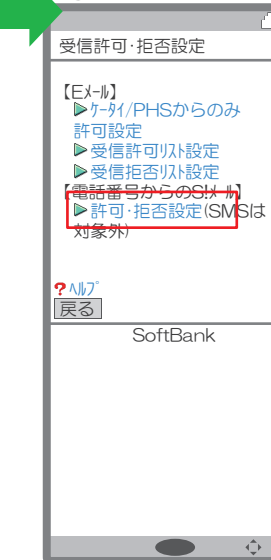 受信許可･拒否設定
【Eﾒｰﾙ】
▶ｹｰﾀｲ/PHSからのみ
許可設定
▶受信許可ﾘｽﾄ設定
▶受信拒否ﾘｽﾄ設定
【電話番号からのS!ﾒｰﾙ】
▶許可･拒否設定(SMSは
対象外)
?ﾍﾙﾌﾟ
戻る
SoftBank